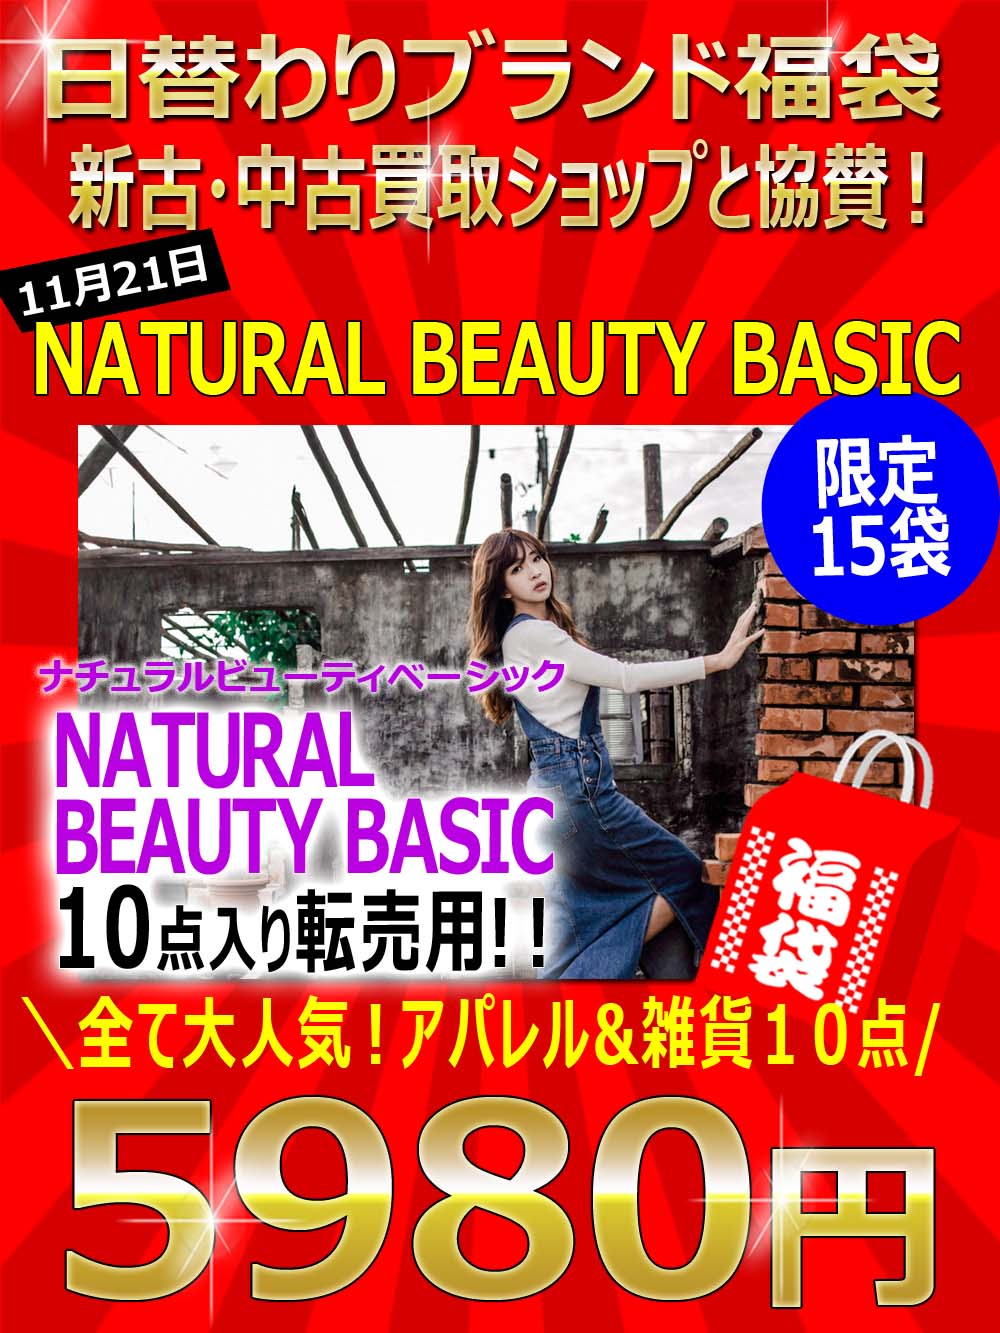 日替わりブランド福袋
新古・中古買取ショップと協賛！
11月21日
NATURAL BEAUTY BASIC
限定
15袋
ナチュラルビューティベーシック
NATURAL
BEAUTY BASIC
10点入り転売用！！
福袋
＼全て大人気！アパレル＆雑貨１０点/
5980円